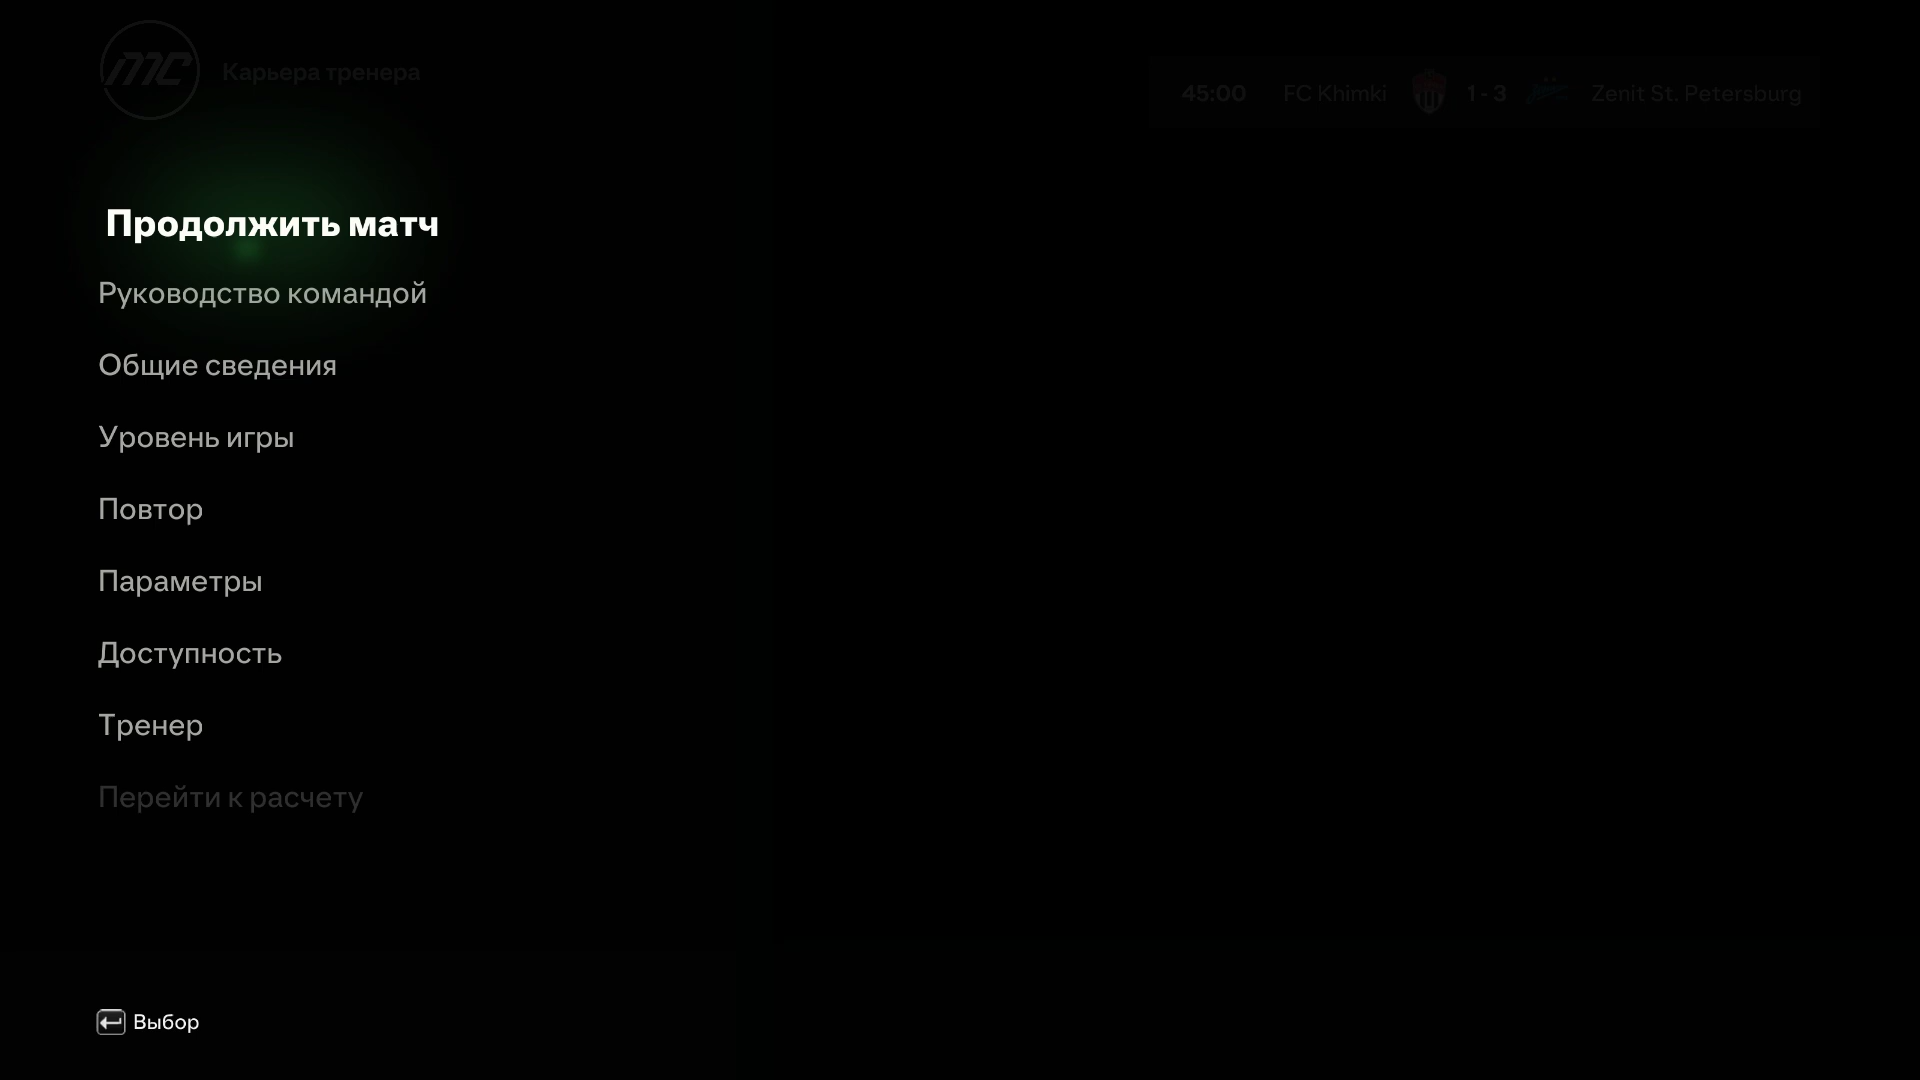 MC Карьера тренера
45:00 FC Khimki 1 - 3 Zenit St. Petersburg
Продолжить матч
Руководство командой
Общие сведения
Уровень игры
Повтор
Параметры
Доступность
Тренер
Перейти к расчету
Выбор